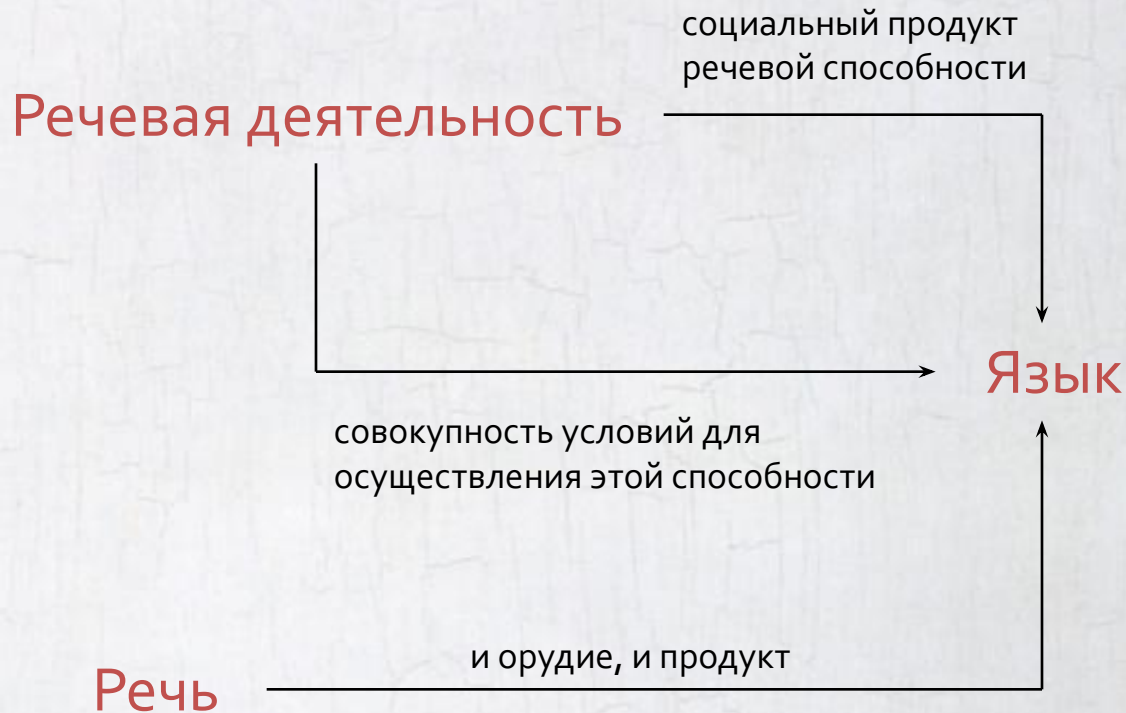 социальный продукт
речевой способности
Речевая деятельность
Язык
совокупность условий для
осуществления этой способности
и орудие, и продукт
Речь